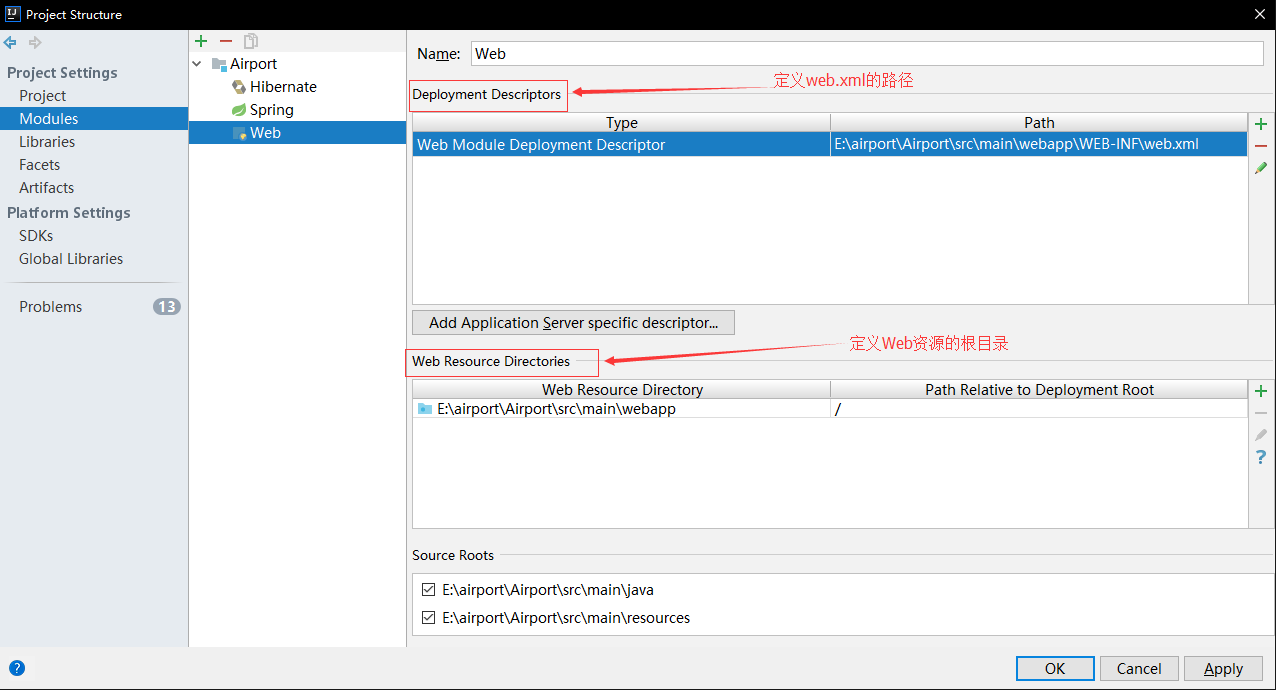 Project Structure
Project Settings
Project
Modules
Libraries
Facets
Artifacts
Platform Settings
SDKs
Global Libraries
Problems 13
Airport
Hibernate
Spring
Web
Name: Web
定义web.xml的路径
Deployment Descriptors
Type Path
Web Module Deployment Descriptor E:\airport\Airport\src\main\webapp\WEB-INF\web.xml
Add Application Server specific descriptor...
定义Web资源的根目录
Web Resource Directories
Web Resource Directory Path Relative to Deployment Root
E:\airport\Airport\src\main\webapp /
Source Roots
E:\airport\Airport\src\main\java
E:\airport\Airport\src\main\resources
OK Cancel Apply